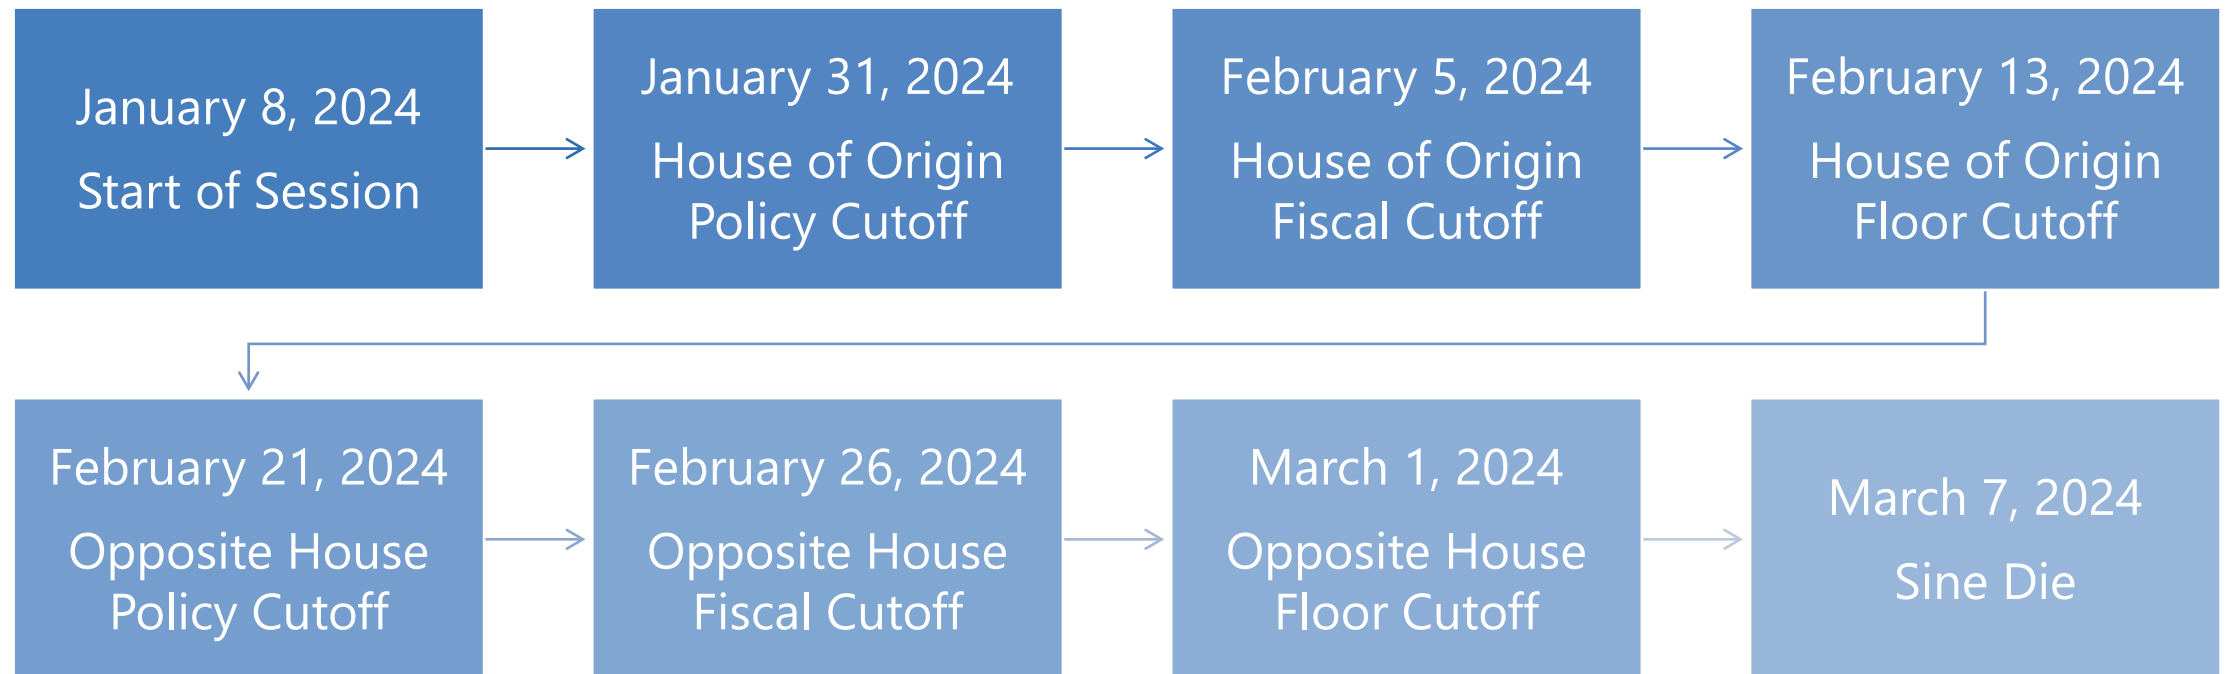 January 8, 2024
Start of Session
January 31, 2024
House of Origin
Policy Cutoff
February 5, 2024
House of Origin
Fiscal Cutoff
February 13, 2024
House of Origin
Floor Cutoff
February 21, 2024
Opposite House
Policy Cutoff
February 26, 2024
Opposite House
Fiscal Cutoff
March 1, 2024
Opposite House
Floor Cutoff
March 7, 2024
Sine Die